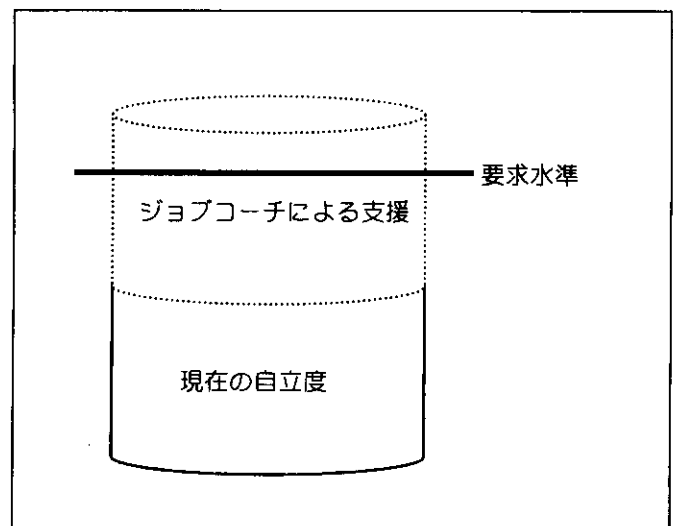 要求水準
ジョブコーチによる支援
現在の自立度